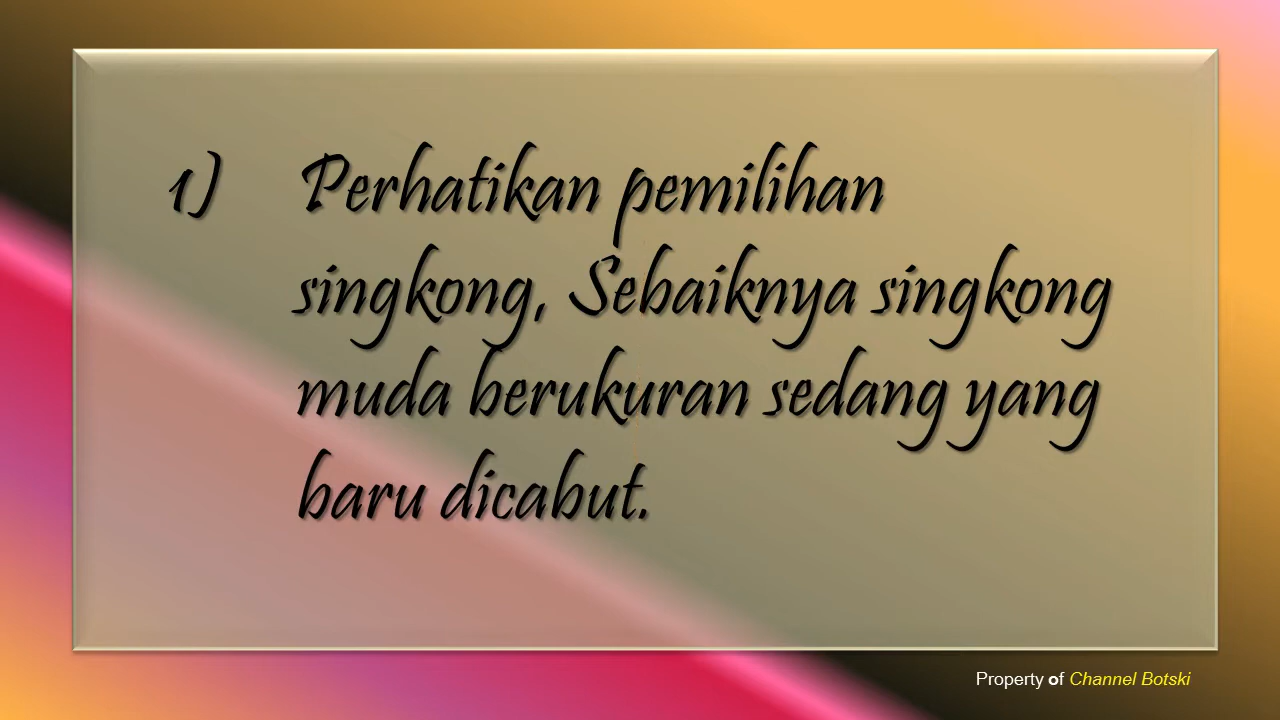 1) Perhatikan pemilihan
singkong, Sebaiknya singkong
muda berukuran sedang yang
baru dicabut.
Property of Channel Botski